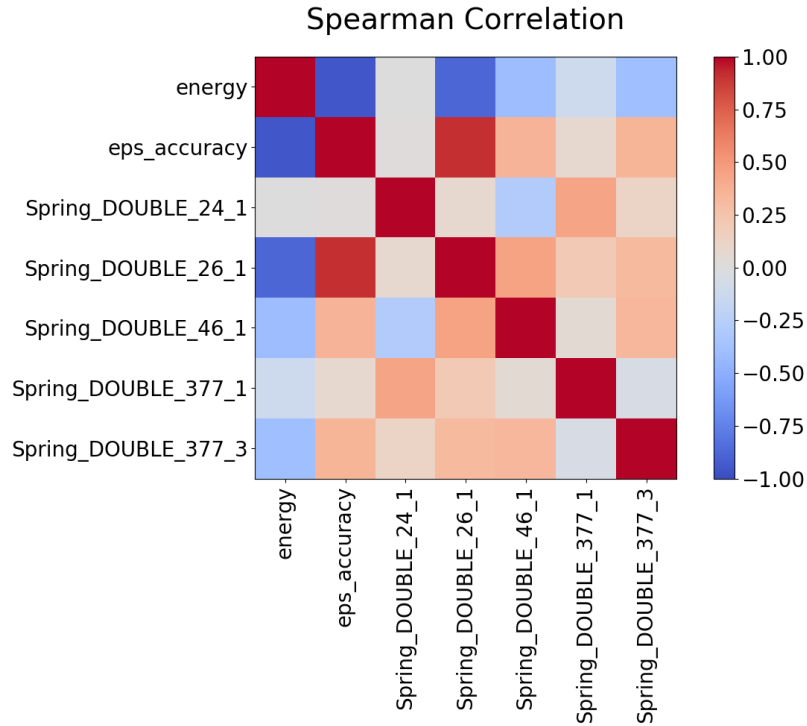 Spearman Correlation
energy
eps_accuracy
Spring_DOUBLE_24_1
Spring_DOUBLE_26_1
Spring_DOUBLE_46_1
Spring_DOUBLE_377_1
Spring_DOUBLE_377_3
energy
eps_accuracy
Spring_DOUBLE_24_1
Spring_DOUBLE_26_1
Spring_DOUBLE_46_1
Spring_DOUBLE_377_1
Spring_DOUBLE_377_3
1.00
0.75
0.50
0.25
0.00
−0.25
−0.50
−0.75
−1.00